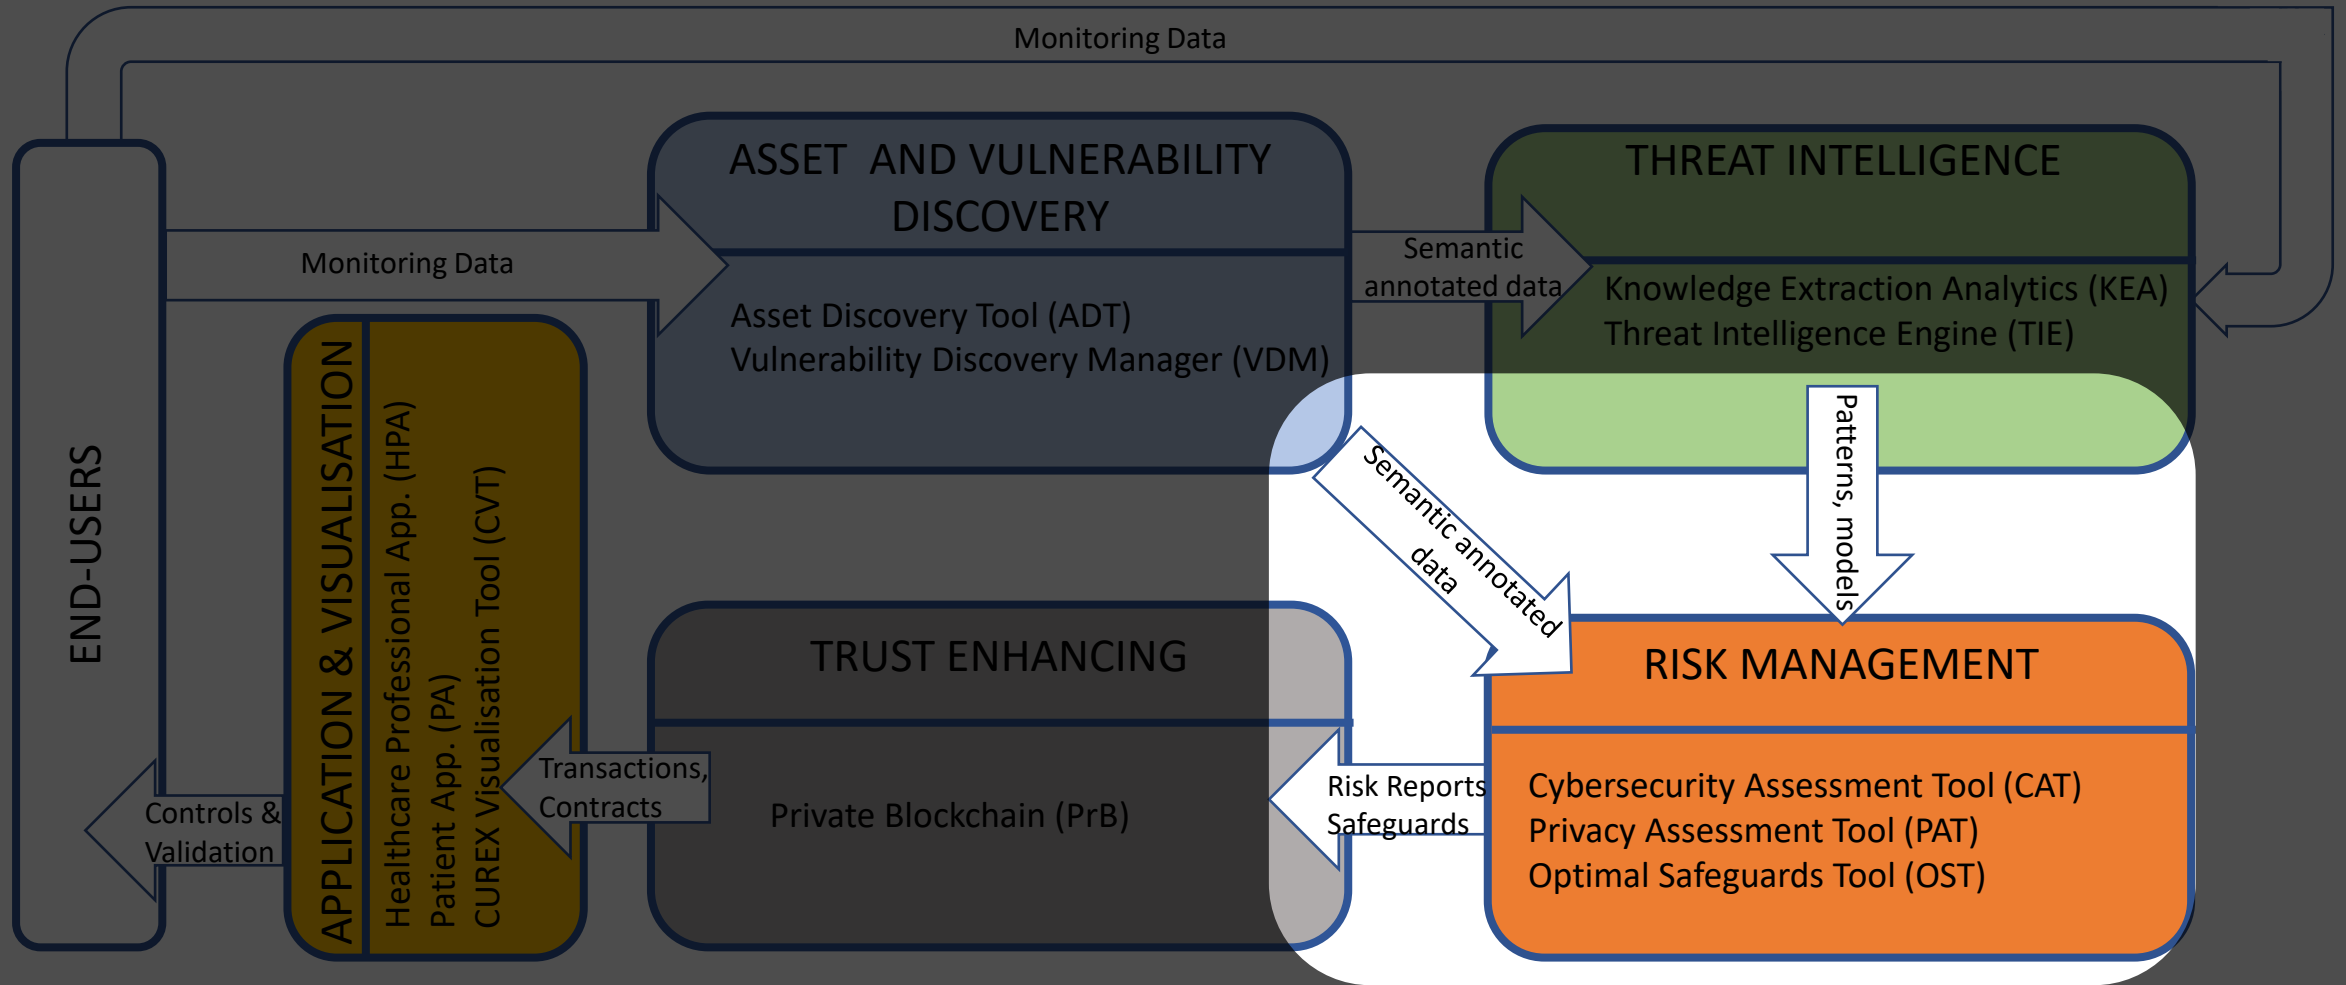 Monitoring Data
ASSET AND VULNERABILITY
DISCOVERY
Asset Discovery Tool (ADT)
Vulnerability Discovery Manager (VDM)
THREAT INTELLIGENCE
Knowledge Extraction Analytics (KEA)
Threat Intelligence Engine (TIE)
Monitoring Data
Semantic
annotated data
END-USERS
APPLICATION & VISUALISATION
Healthcare Professional App. (HPA)
Patient App. (PA)
CUREX Visualisation Tool (CVT)
Semantic annotated
data
Patterns, models
TRUST ENHANCING
Private Blockchain (PrB)
RISK MANAGEMENT
Cybersecurity Assessment Tool (CAT)
Privacy Assessment Tool (PAT)
Optimal Safeguards Tool (OST)
Risk Reports
Safeguards
Transactions,
Contracts
Controls &
Validation